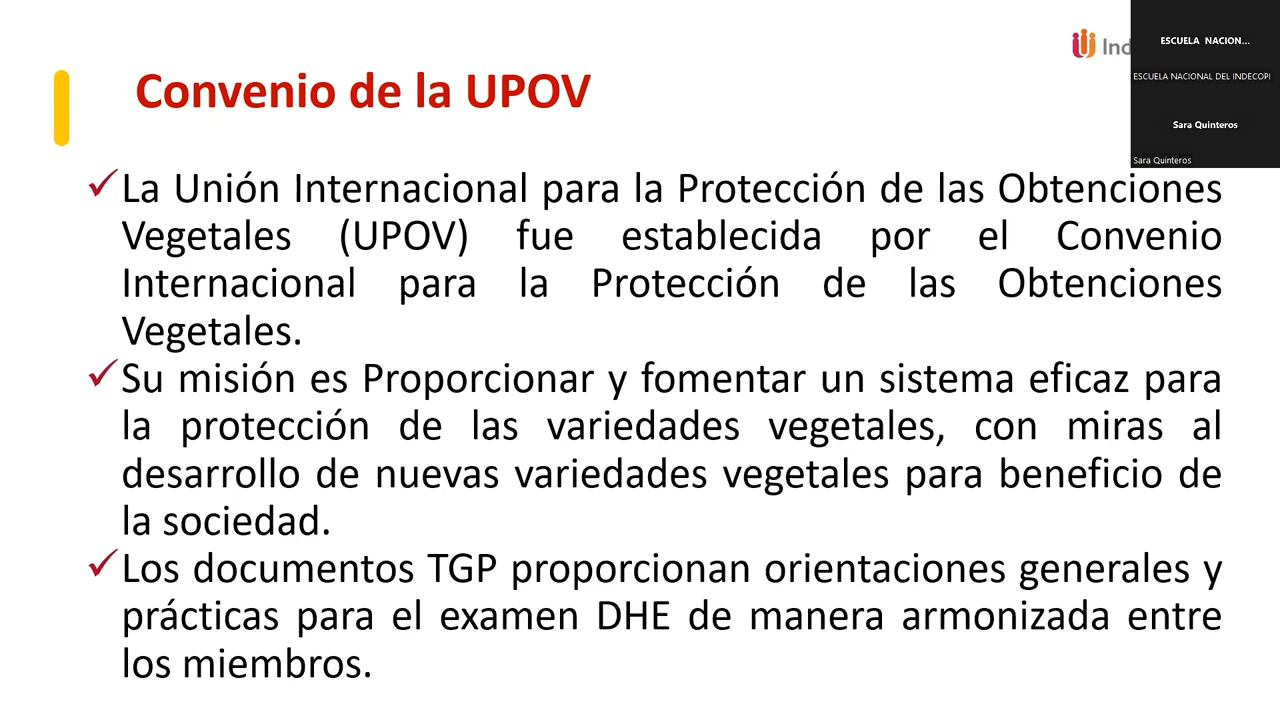 Inde
ESCUELA NACION...
ESCUELA NACIONAL DEL INDECOPI
Sara Quinteros
Sara Quinteros
Convenio de la UPOV
La Unión Internacional para la Protección de las Obtenciones
Vegetales (UPOV) fue establecida por el Convenio
Internacional para la Protección de las Obtenciones
Vegetales.
Su misión es Proporcionar y fomentar un sistema eficaz para
la protección de las variedades vegetales, con miras al
desarrollo de nuevas variedades vegetales para beneficio de
la sociedad.
Los documentos TGP proporcionan orientaciones generales y
prácticas para el examen DHE de manera armonizada entre
los miembros.